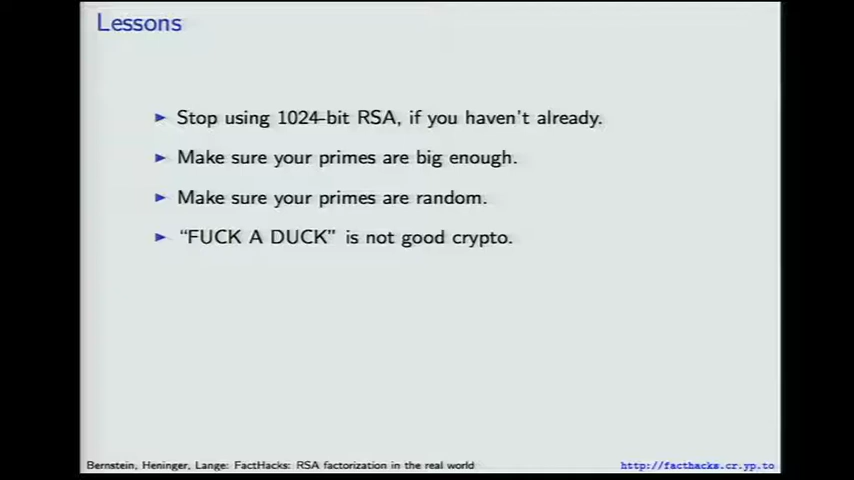 Lessons
▶ Stop using 1024-bit RSA, if you haven't already.
▶ Make sure your primes are big enough.
▶ Make sure your primes are random.
▶ “FUCK A DUCK” is not good crypto.
Bernstein, Heninger, Lange: FactHacks: RSA factorization in the real world
http://facthacks.cr.yp.to